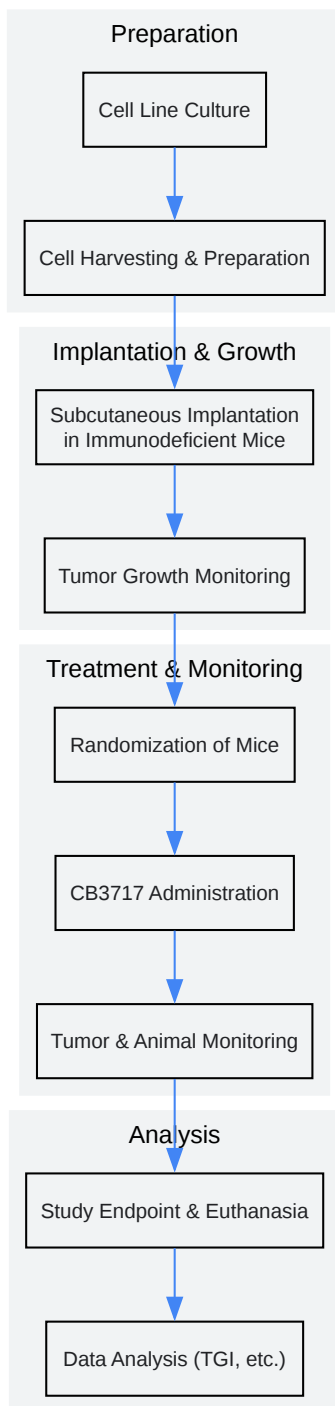 Preparation
Cell Line Culture
Cell Harvesting & Preparation
Implantation & Growth
Subcutaneous Implantation
in Immunodeficient Mice
Tumor Growth Monitoring
Treatment & Monitoring
Randomization of Mice
CB3717 Administration
Tumor & Animal Monitoring
Analysis
Study Endpoint & Euthanasia
Data Analysis (TGI, etc.)